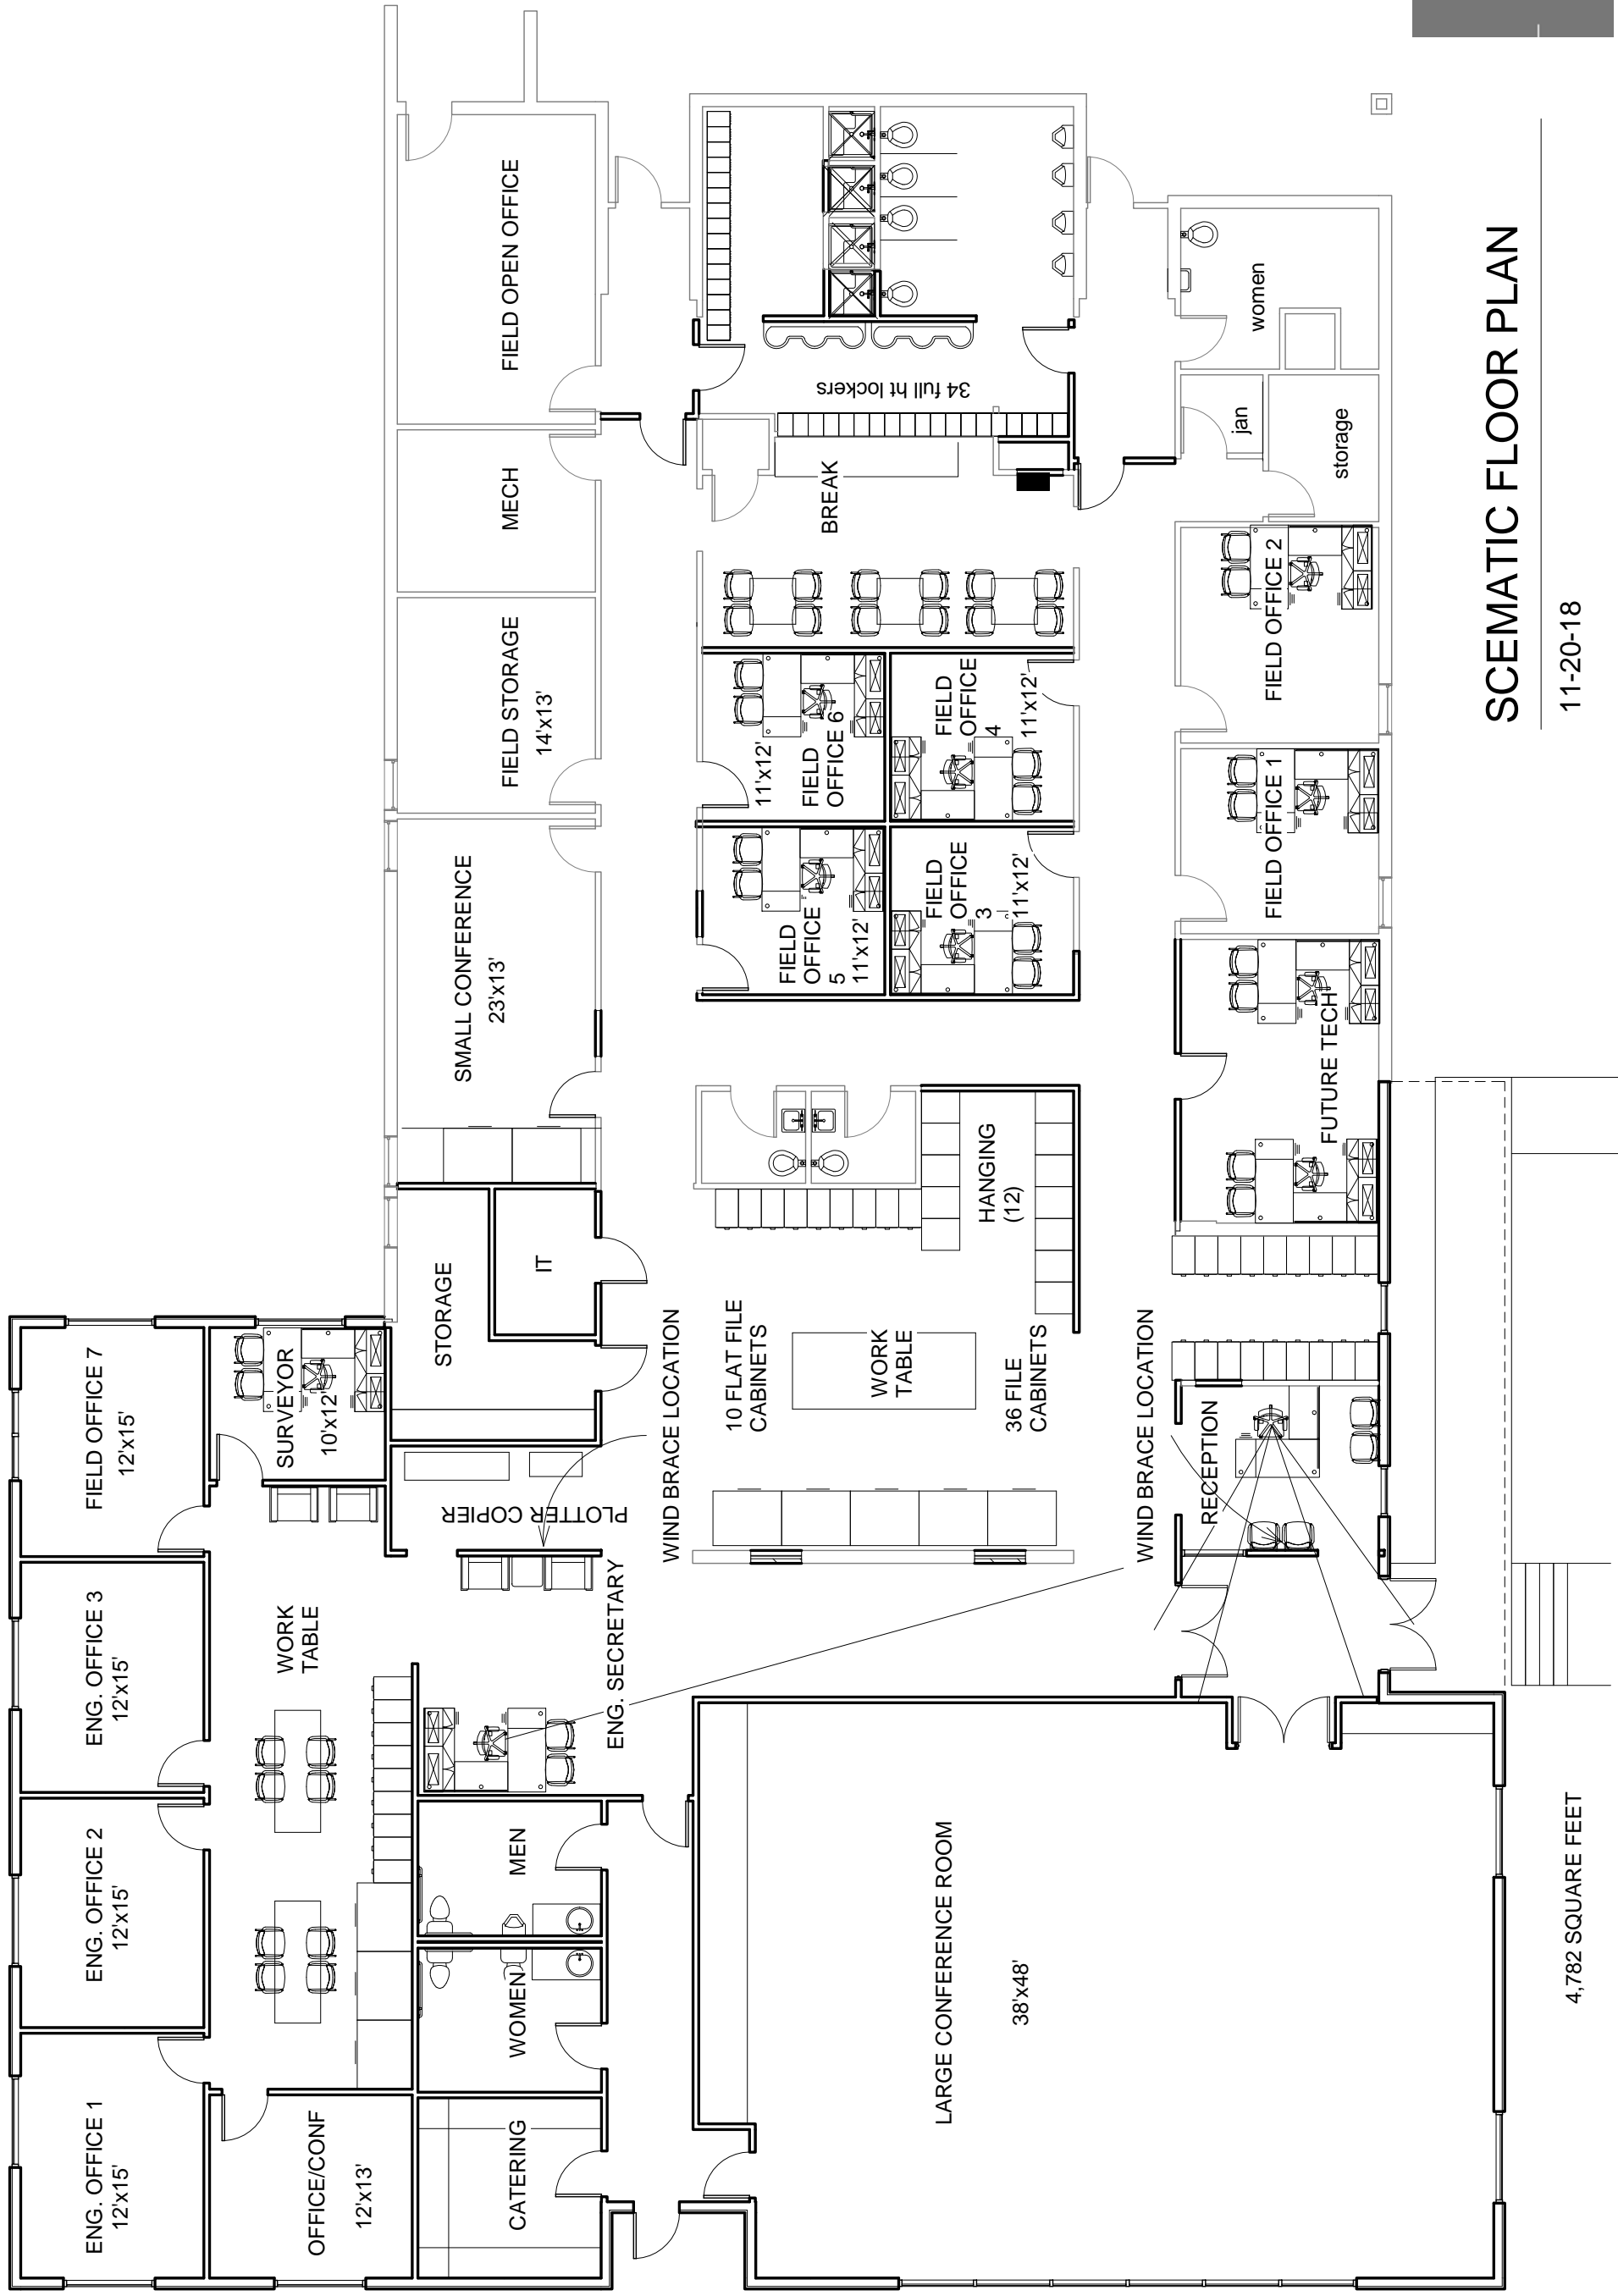 ENG. OFFICE 1
12'x15'
ENG. OFFICE 2
12'x15'
ENG. OFFICE 3
12'x15'
FIELD OFFICE 7
12'x15'
OFFICE/CONF
12'x13'
WORK
TABLE
SURVEYOR
10'x12'
CATERING
WOMEN
MEN
ENG. SECRETARY
PLOTTER COPIER
STORAGE
IT
SMALL CONFERENCE
23'x13'
FIELD STORAGE
14'x13'
MECH
FIELD OPEN OFFICE
WIND BRACE LOCATION
10 FLAT FILE
CABINETS
WORK
TABLE
36 FILE
CABINETS
HANGING
(12)
FIELD
OFFICE
5
11'x12'
11'x12'
FIELD
OFFICE 6
FIELD
OFFICE
3
11'x12'
FIELD
OFFICE
4
11'x12'
BREAK
34 full ht lockers
LARGE CONFERENCE ROOM
38'x48'
WIND BRACE LOCATION
RECEPTION
FUTURE TECH
FIELD OFFICE 1
FIELD OFFICE 2
jan
storage
women
4,782 SQUARE FEET
SCEMATIC FLOOR PLAN
11-20-18